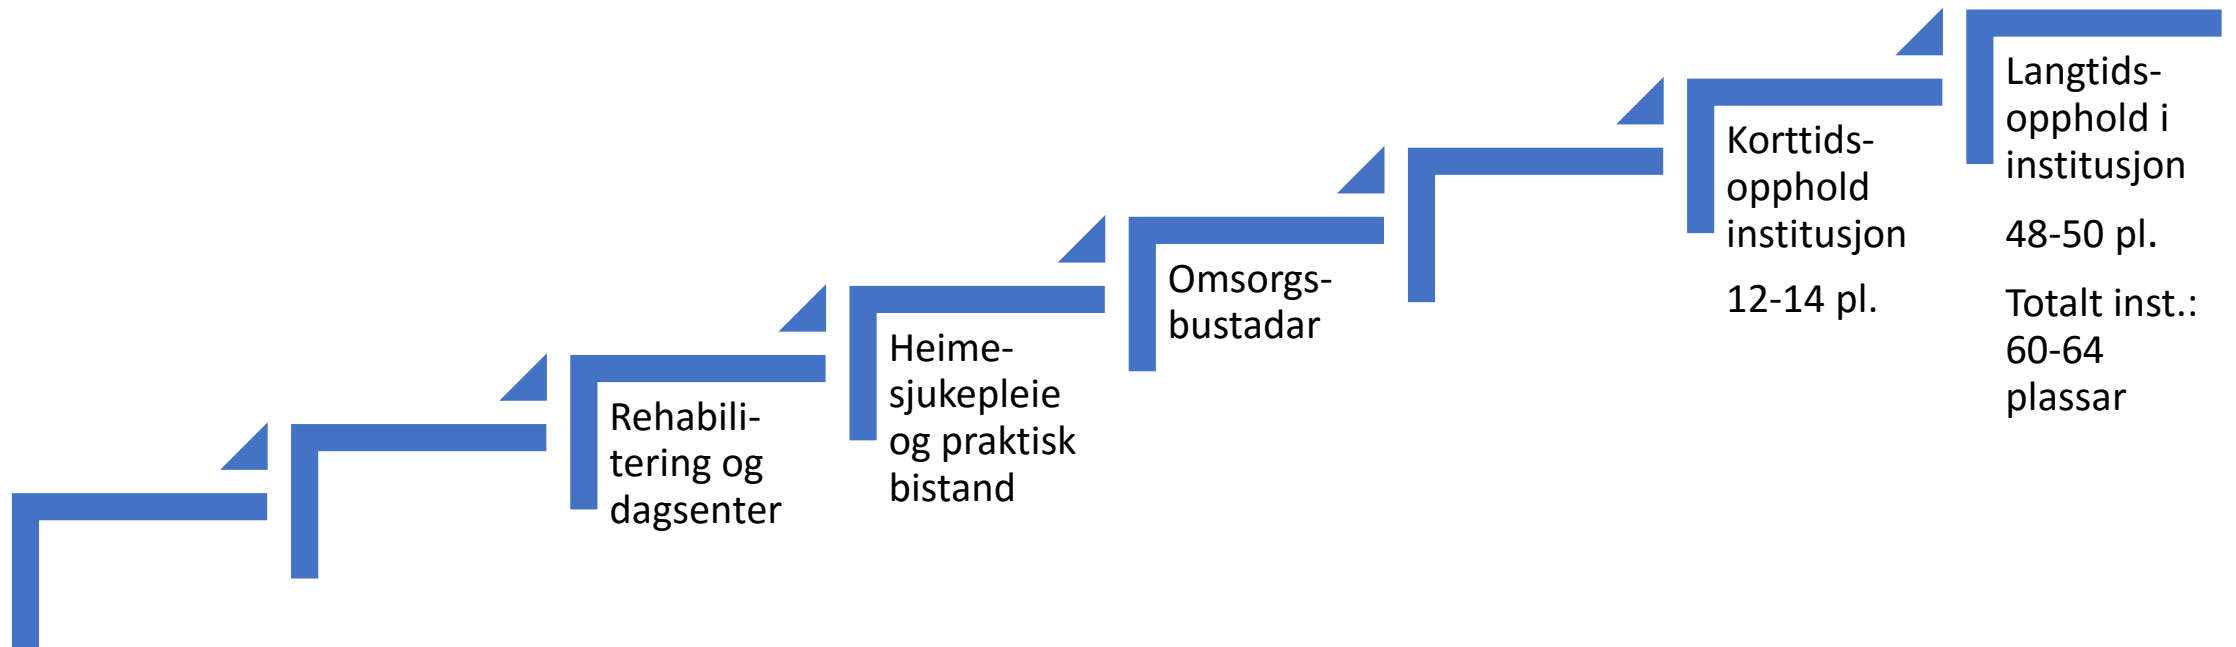 Rehabili-
tering og
dagsenter
Heime-
sjukepleie
og praktisk
bistand
Omsorgs-
bustadar
Korttids-
opphold
institusjon
12-14 pl.
Langtids-
opphold i
institusjon
48-50 pl.
Totalt inst.:
60-64
plassar